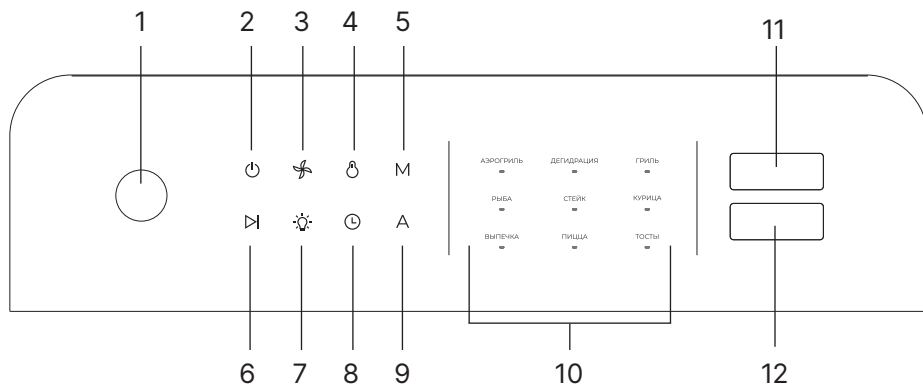 1 2 3 4 5 11
M
АЭРОГРИЛЬ ДЕГИДРАЦИЯ ГРИЛЬ
A
РЫБА СТЕЙК КУРИЦА
ВЫПЕЧКА ПИЦЦА ТОСТЫ
6 7 8 9 10 12